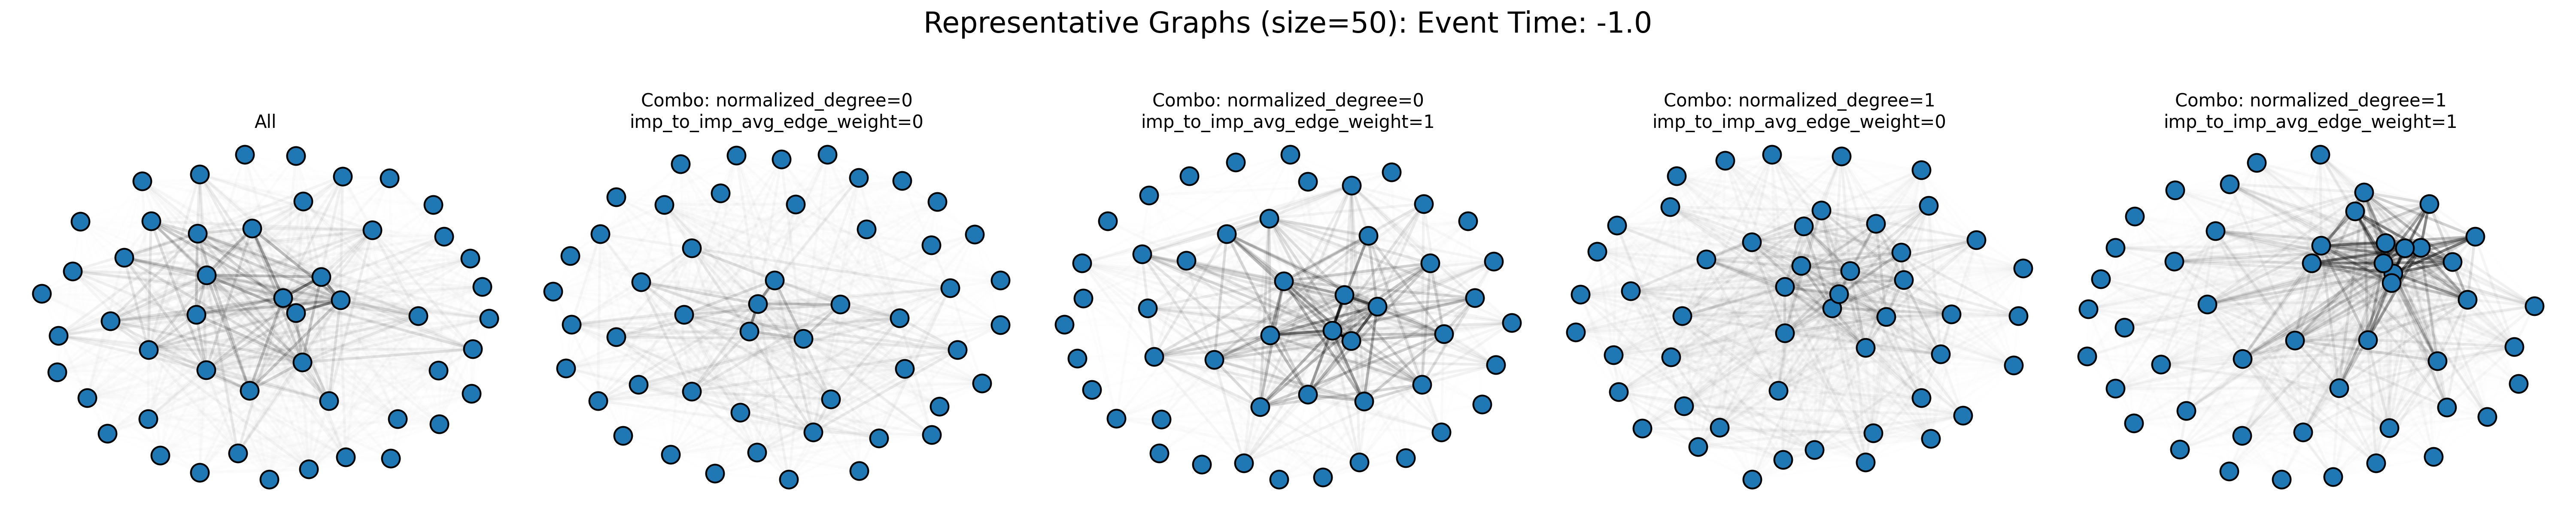 Representative Graphs (size=50): Event Time: -1.0
All
Combo: normalized_degree=0
imp_to_imp_avg_edge_weight=0
Combo: normalized_degree=0
imp_to_imp_avg_edge_weight=1
Combo: normalized_degree=1
imp_to_imp_avg_edge_weight=0
Combo: normalized_degree=1
imp_to_imp_avg_edge_weight=1